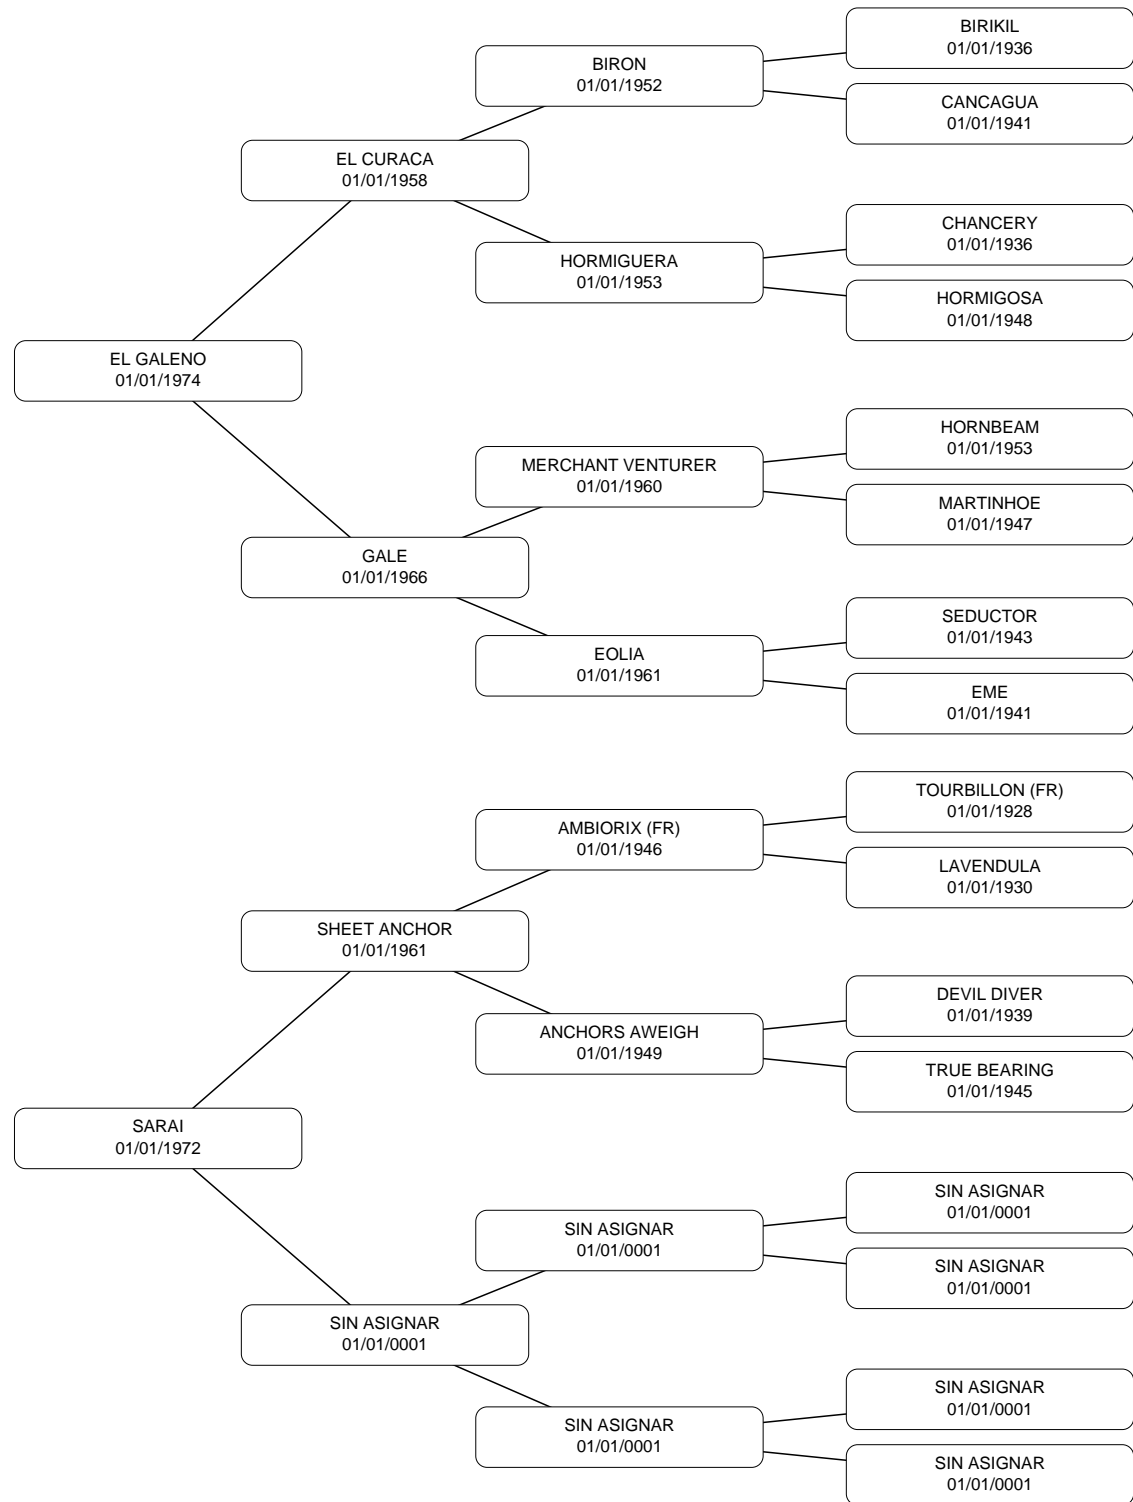 BIRIKIL
01/01/1936
BIRON
01/01/1952
CANCAGUA
01/01/1941
EL CURACA
01/01/1958
CHANCERY
01/01/1936
HORMIGUERA
01/01/1953
HORMIGOSA
01/01/1948
EL GALENO
01/01/1974
HORNBEAM
01/01/1953
MERCHANT VENTURER
01/01/1960
MARTINHOE
01/01/1947
GALE
01/01/1966
SEDUCTOR
01/01/1943
EOLIA
01/01/1961
EME
01/01/1941
TOURBILLON (FR)
01/01/1928
AMBIORIX (FR)
01/01/1946
LAVENDULA
01/01/1930
SHEET ANCHOR
01/01/1961
DEVIL DIVER
01/01/1939
ANCHORS AWEIGH
01/01/1949
TRUE BEARING
01/01/1945
SARAI
01/01/1972
SIN ASIGNAR
01/01/0001
SIN ASIGNAR
01/01/0001
SIN ASIGNAR
01/01/0001
SIN ASIGNAR
01/01/0001
SIN ASIGNAR
01/01/0001
SIN ASIGNAR
01/01/0001
SIN ASIGNAR
01/01/0001